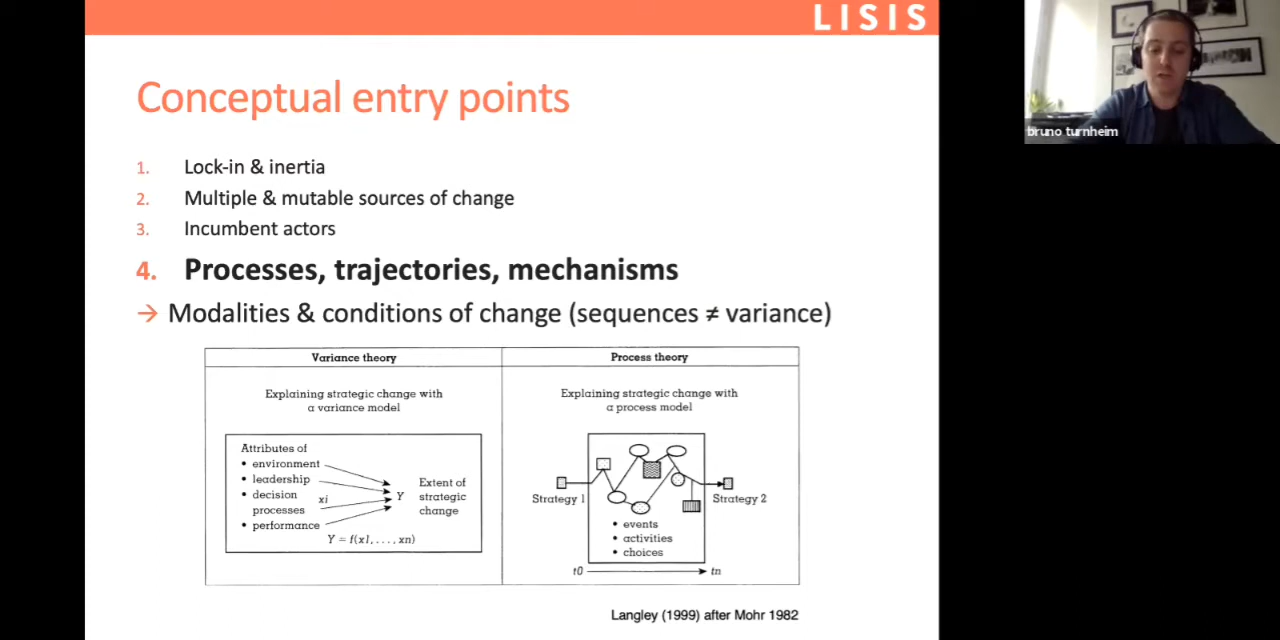 LISIS
bruno turnheim
Conceptual entry points
1. Lock-in & inertia
2. Multiple & mutable sources of change
3. Incumbent actors
4. Processes, trajectories, mechanisms
→ Modalities & conditions of change (sequences ≠ variance)
Variance theory
Explaining strategic change with
a variance model
Attributes of
• environment
• leadership
• decision
processes
• performance
xi
Y
Extent of
strategic
change
Y = f(x1, . . . , xn)
Process theory
Explaining strategic change with
a process model
Strategy 1
Strategy 2
• events
• activities
• choices
t0
tn
Langley (1999) after Mohr 1982